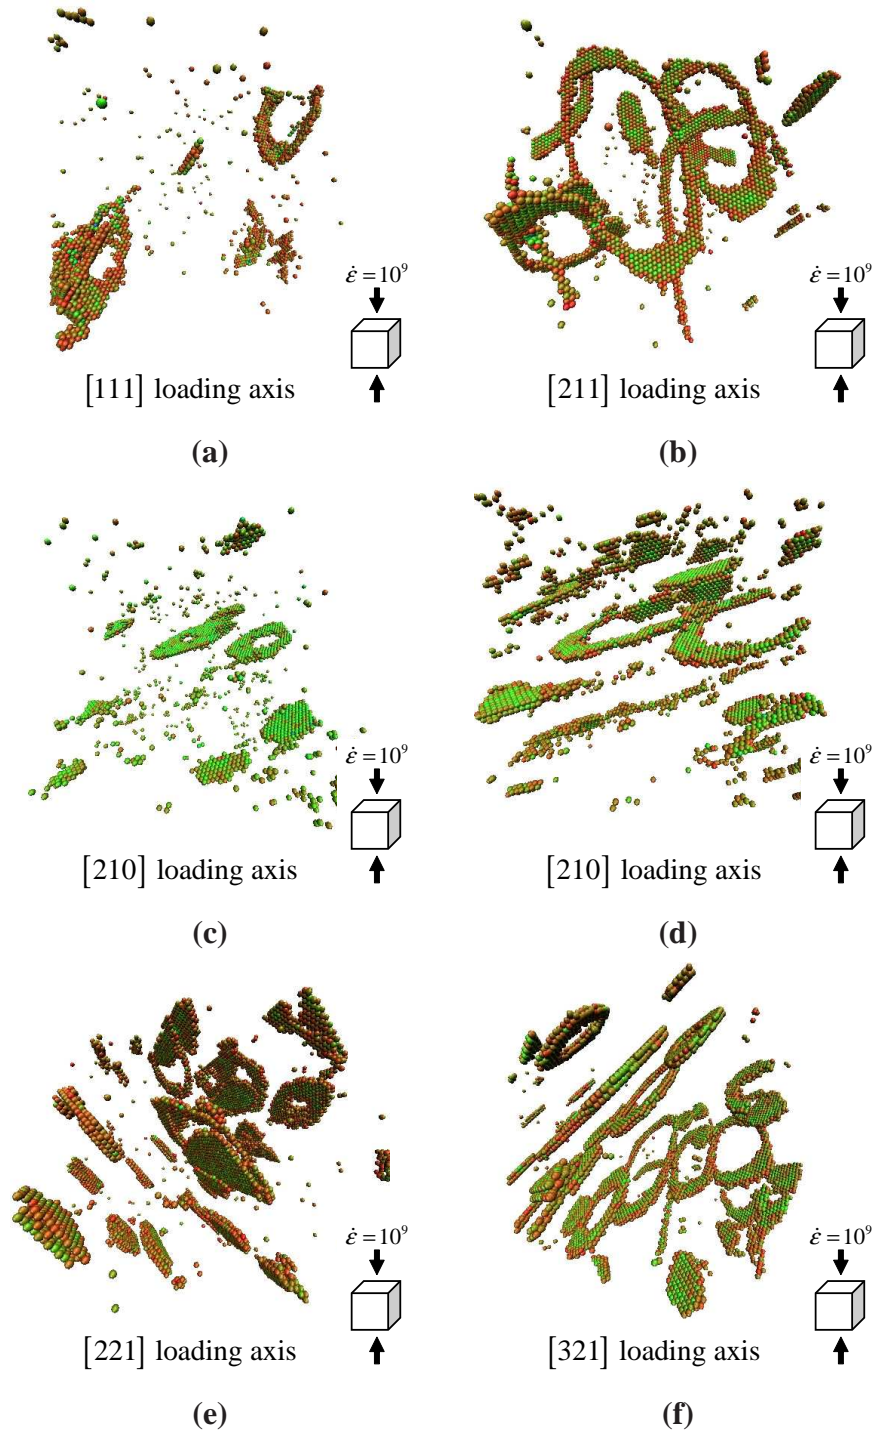 ε̇ = 10⁹
[111] loading axis
(a)
ε̇ = 10⁹
[211] loading axis
(b)
ε̇ = 10⁹
[210] loading axis
(c)
ε̇ = 10⁹
[210] loading axis
(d)
ε̇ = 10⁹
[221] loading axis
(e)
ε̇ = 10⁹
[321] loading axis
(f)